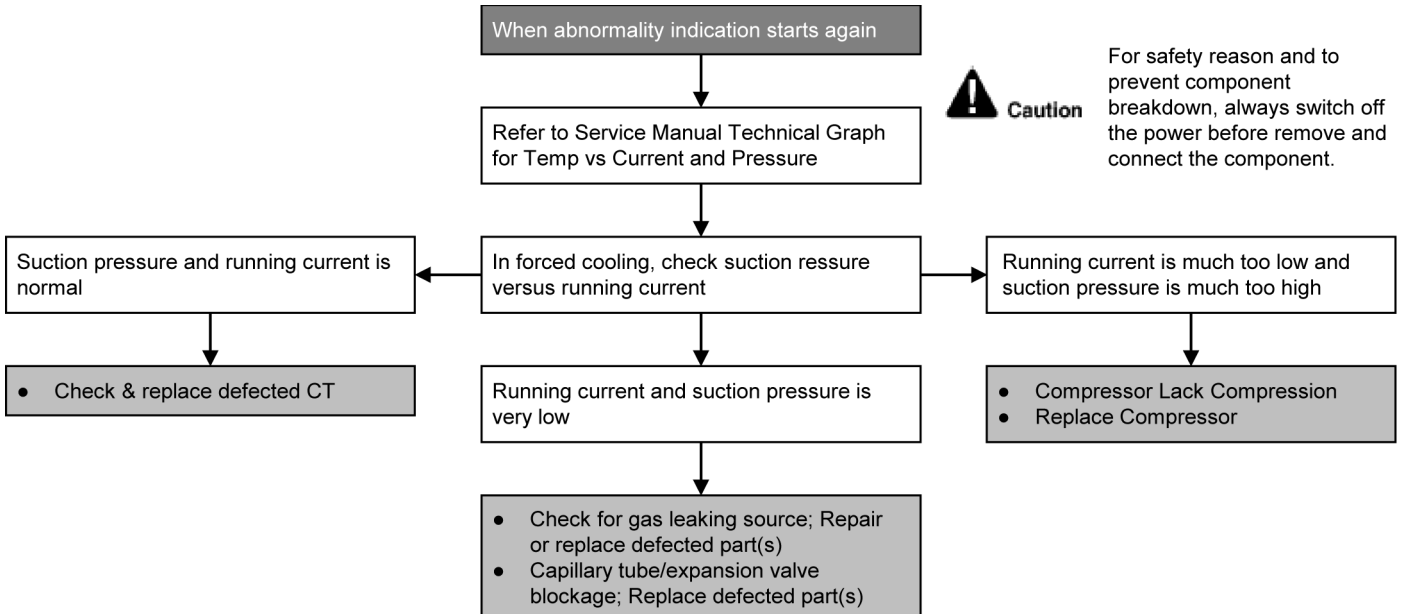 When abnormality indication starts again
For safety reason and to
prevent component
breakdown, always switch off
the power before remove and
connect the component.
Caution
Refer to Service Manual Technical Graph
for Temp vs Current and Pressure
Suction pressure and running current is
normal
In forced cooling, check suction ressure
versus running current
Running current is much too low and
suction pressure is much too high
● Check & replace defected CT
Running current and suction pressure is
very low
● Compressor Lack Compression
● Replace Compressor
● Check for gas leaking source; Repair
or replace defected part(s)
● Capillary tube/expansion valve
blockage; Replace defected part(s)